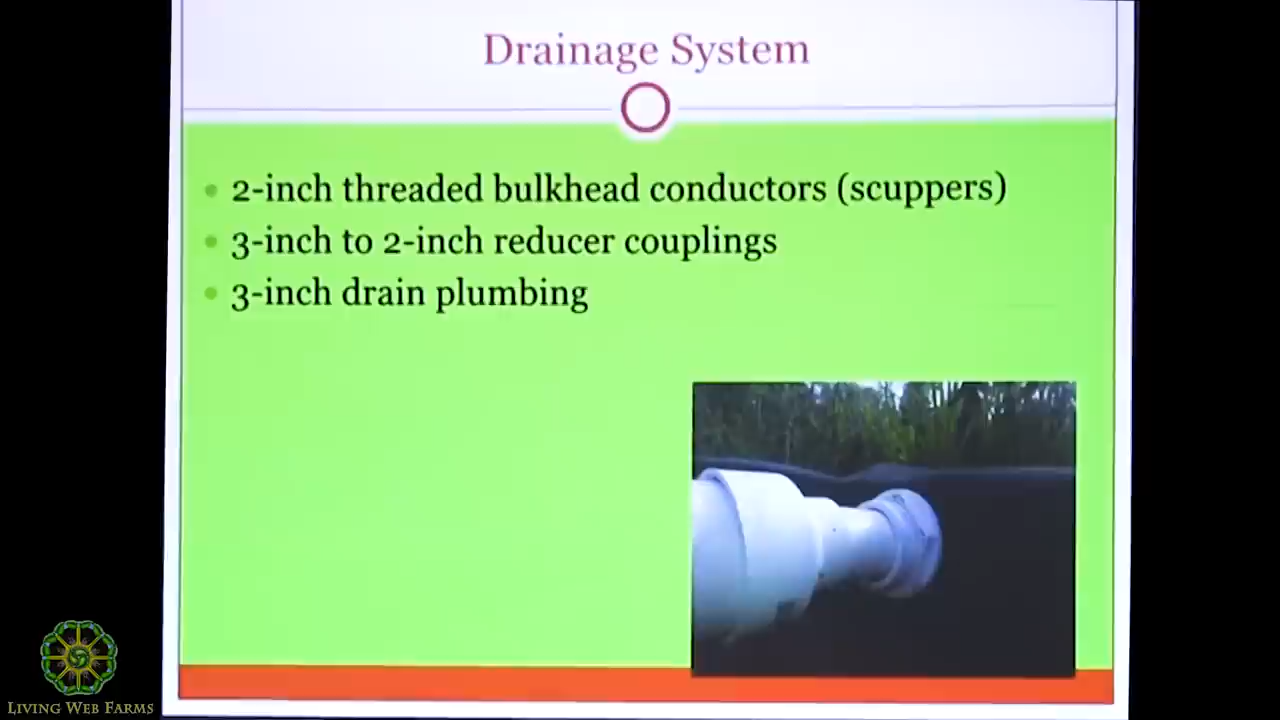 Drainage System
• 2-inch threaded bulkhead conductors (scuppers)
• 3-inch to 2-inch reducer couplings
• 3-inch drain plumbing
LIVING WEB FARMS